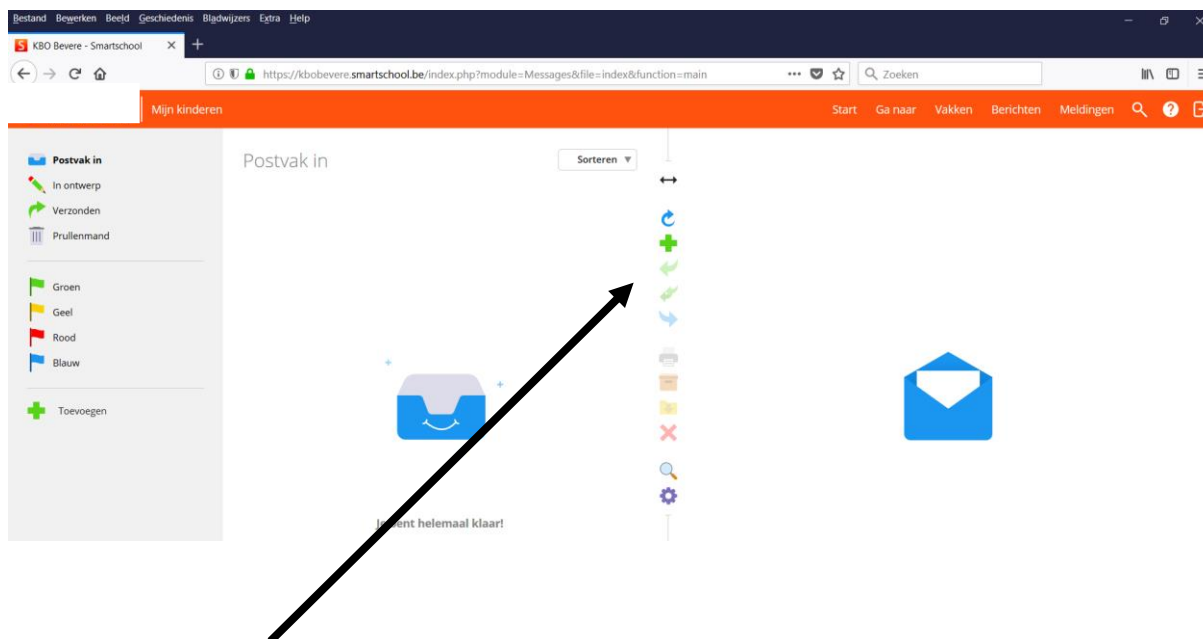 Bestand Bewerken Beeld Geschiedenis Bladwijzers Extra Help
KBO Bevere - Smartschool
https://kbobevere.smartschool.be/index.php?module=Messages&file=index&function=main
Zoeken
Mijn kinderen
Start Ga naar Vakken Berichten Meldingen
Postvak in
In ontwerp
Verzonden
Prullenmand
Groen
Geel
Rood
Blauw
Toevoegen
Postvak in
Sorteren
bent helemaal klaar!